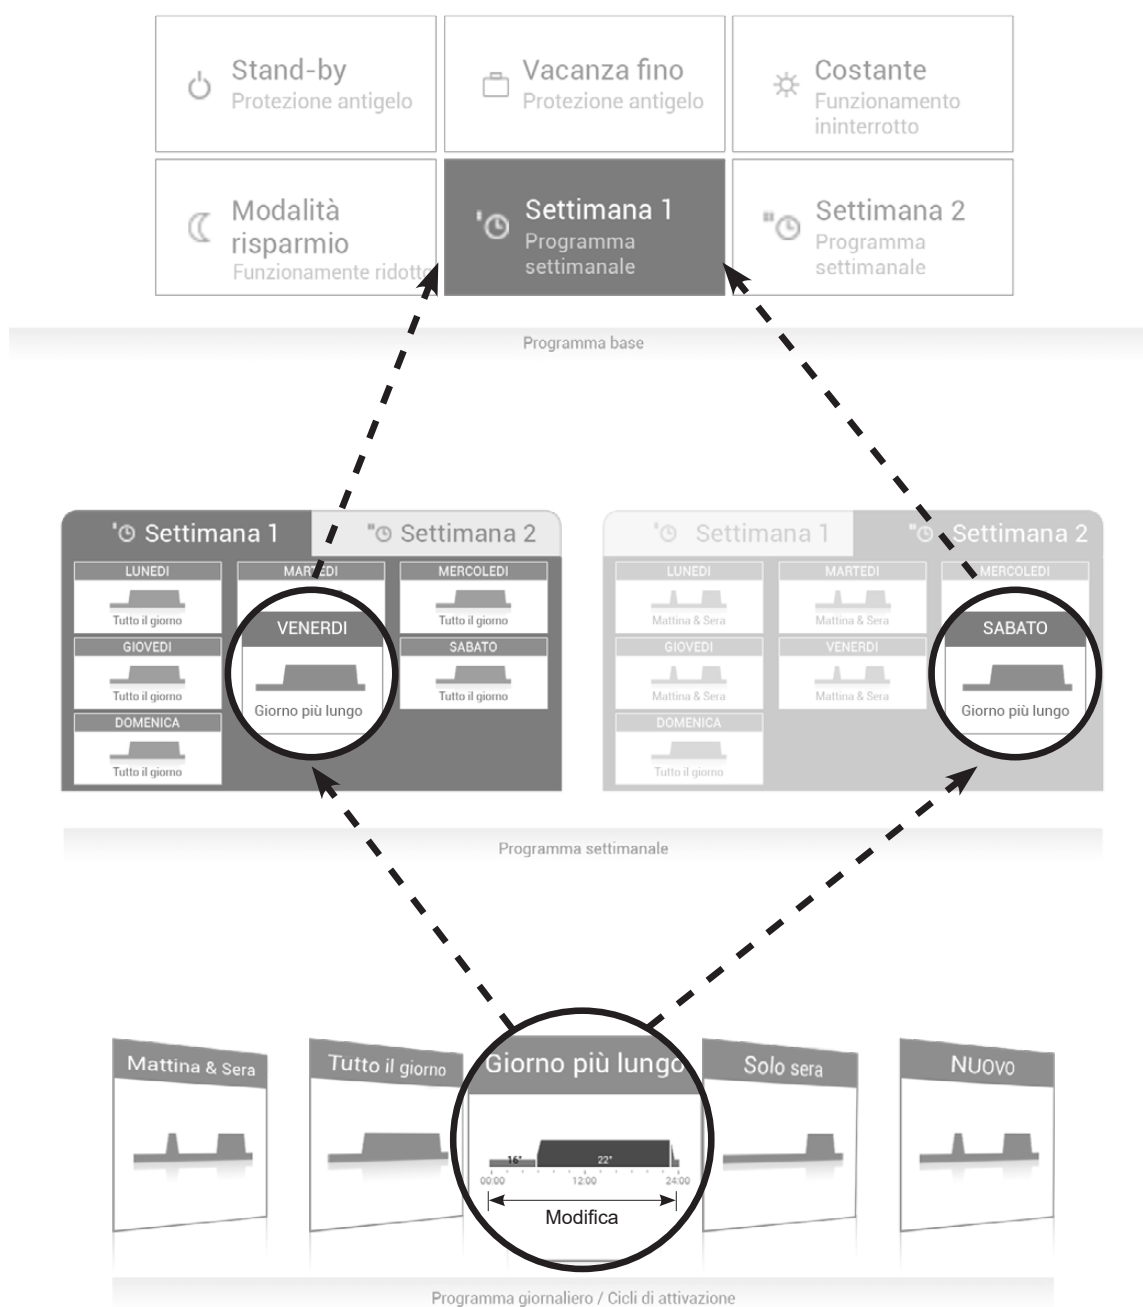 Stand-by
Protezione antigelo
Vacanza fino
Protezione antigelo
Costante
Funzionamento
ininterrotto
Modalità
risparmio
Funzionamente ridotto
Settimana 1
Programma
settimanale
Settimana 2
Programma
settimanale
Programma base
Settimana 1
Settimana 2
LUNEDI
Tutto il giorno
MARTEDI
MERCOLEDI
Tutto il giorno
GIOVEDI
Tutto il giorno
VENERDI
Giorno più lungo
SABATO
Tutto il giorno
DOMENICA
Tutto il giorno
Settimana 1
Settimana 2
LUNEDI
Mattina & Sera
MARTEDI
Mattina & Sera
MERCOLEDI
GIOVEDI
Mattina & Sera
VENERDI
Mattina & Sera
SABATO
Giorno più lungo
DOMENICA
Tutto il giorno
Programma settimanale
Mattina & Sera
Tutto il giorno
Giorno più lungo
16°
22°
00:00
12:00
24:00
Modifica
Solo sera
NUOVO
Programma giornaliero / Cicli di attivazione